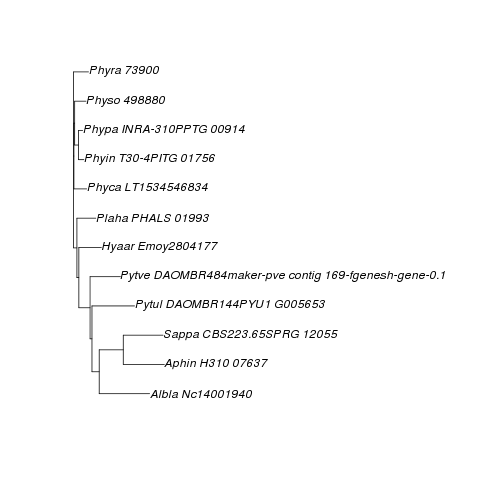 Phyra 73900
Physo 498880
Phypa INRA-310PPTG 00914
Phyin T30-4PITG 01756
Phyca LT1534546834
Plaha PHALS 01993
Hyaar Emoy2804177
Pytve DAOMBR484maker-pve contig 169-fgenesh-gene-0.1
Pytul DAOMBR144PYU1 G005653
Sappa CBS223.65SPRG 12055
Aphin H310 07637
Albla Nc14001940